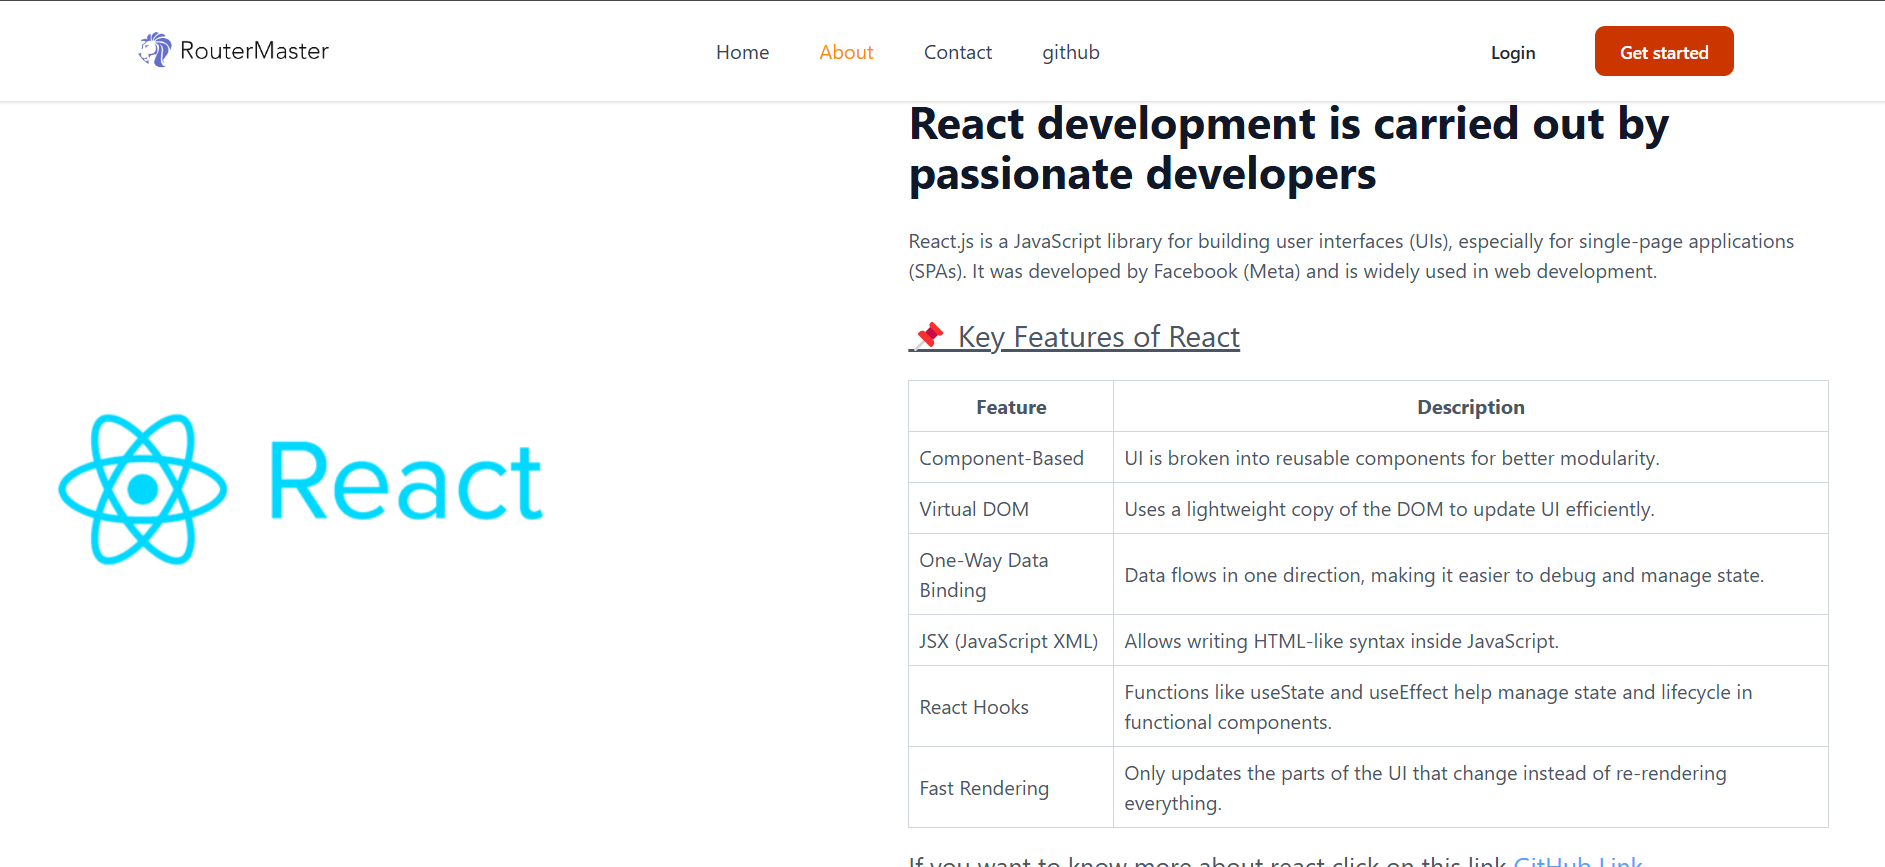 RouterMaster
Home
About
Contact
github
Login
Get started
React development is carried out by
passionate developers
React.js is a JavaScript library for building user interfaces (UIs), especially for single-page applications
(SPAs). It was developed by Facebook (Meta) and is widely used in web development.
📌 Key Features of React
React
Feature
Description
Component-Based
UI is broken into reusable components for better modularity.
Virtual DOM
Uses a lightweight copy of the DOM to update UI efficiently.
One-Way Data
Binding
Data flows in one direction, making it easier to debug and manage state.
JSX (JavaScript XML)
Allows writing HTML-like syntax inside JavaScript.
React Hooks
Functions like useState and useEffect help manage state and lifecycle in
functional components.
Fast Rendering
Only updates the parts of the UI that change instead of re-rendering
everything.
If you want to know more about react click on this link GitHub Link